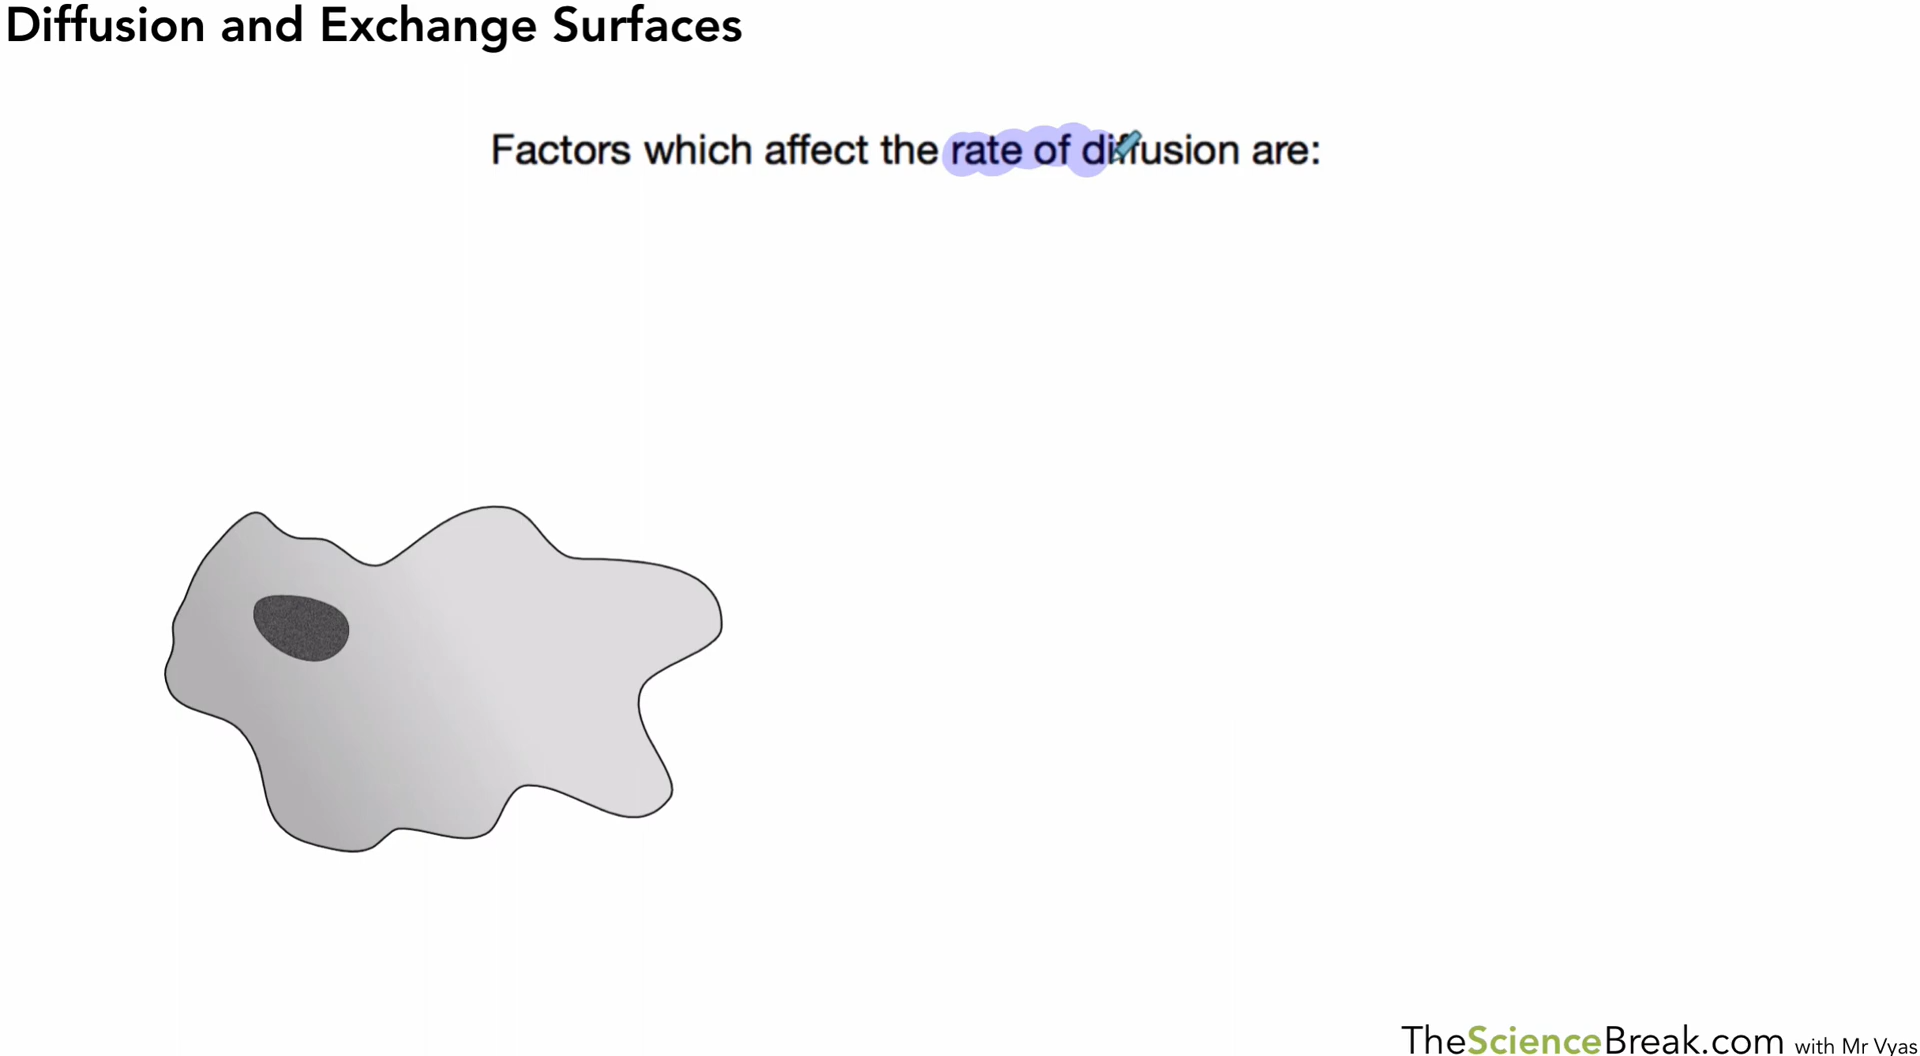 Diffusion and Exchange Surfaces
Factors which affect the rate of diffusion are:
TheScienceBreak.com with Mr Vyas